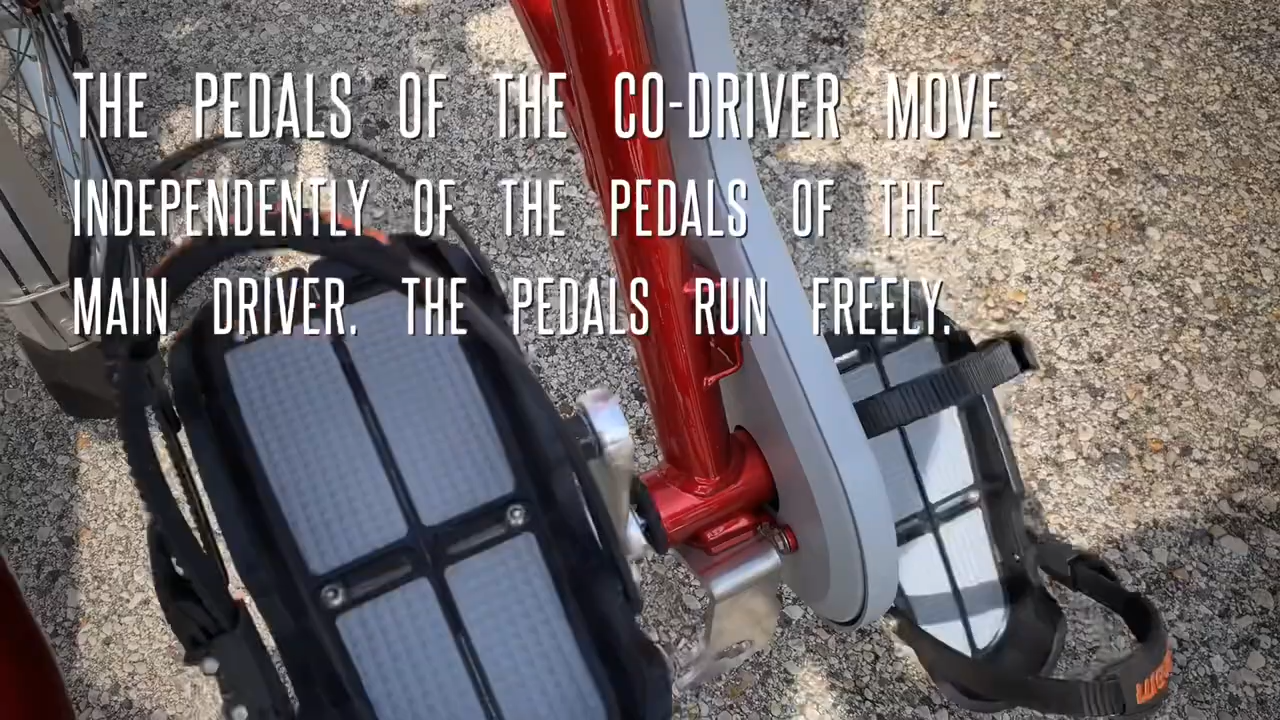 THE PEDALS OF THE CO-DRIVER MOVE
INDEPENDENTLY OF THE PEDALS OF THE
MAIN DRIVER. THE PEDALS RUN FREELY.